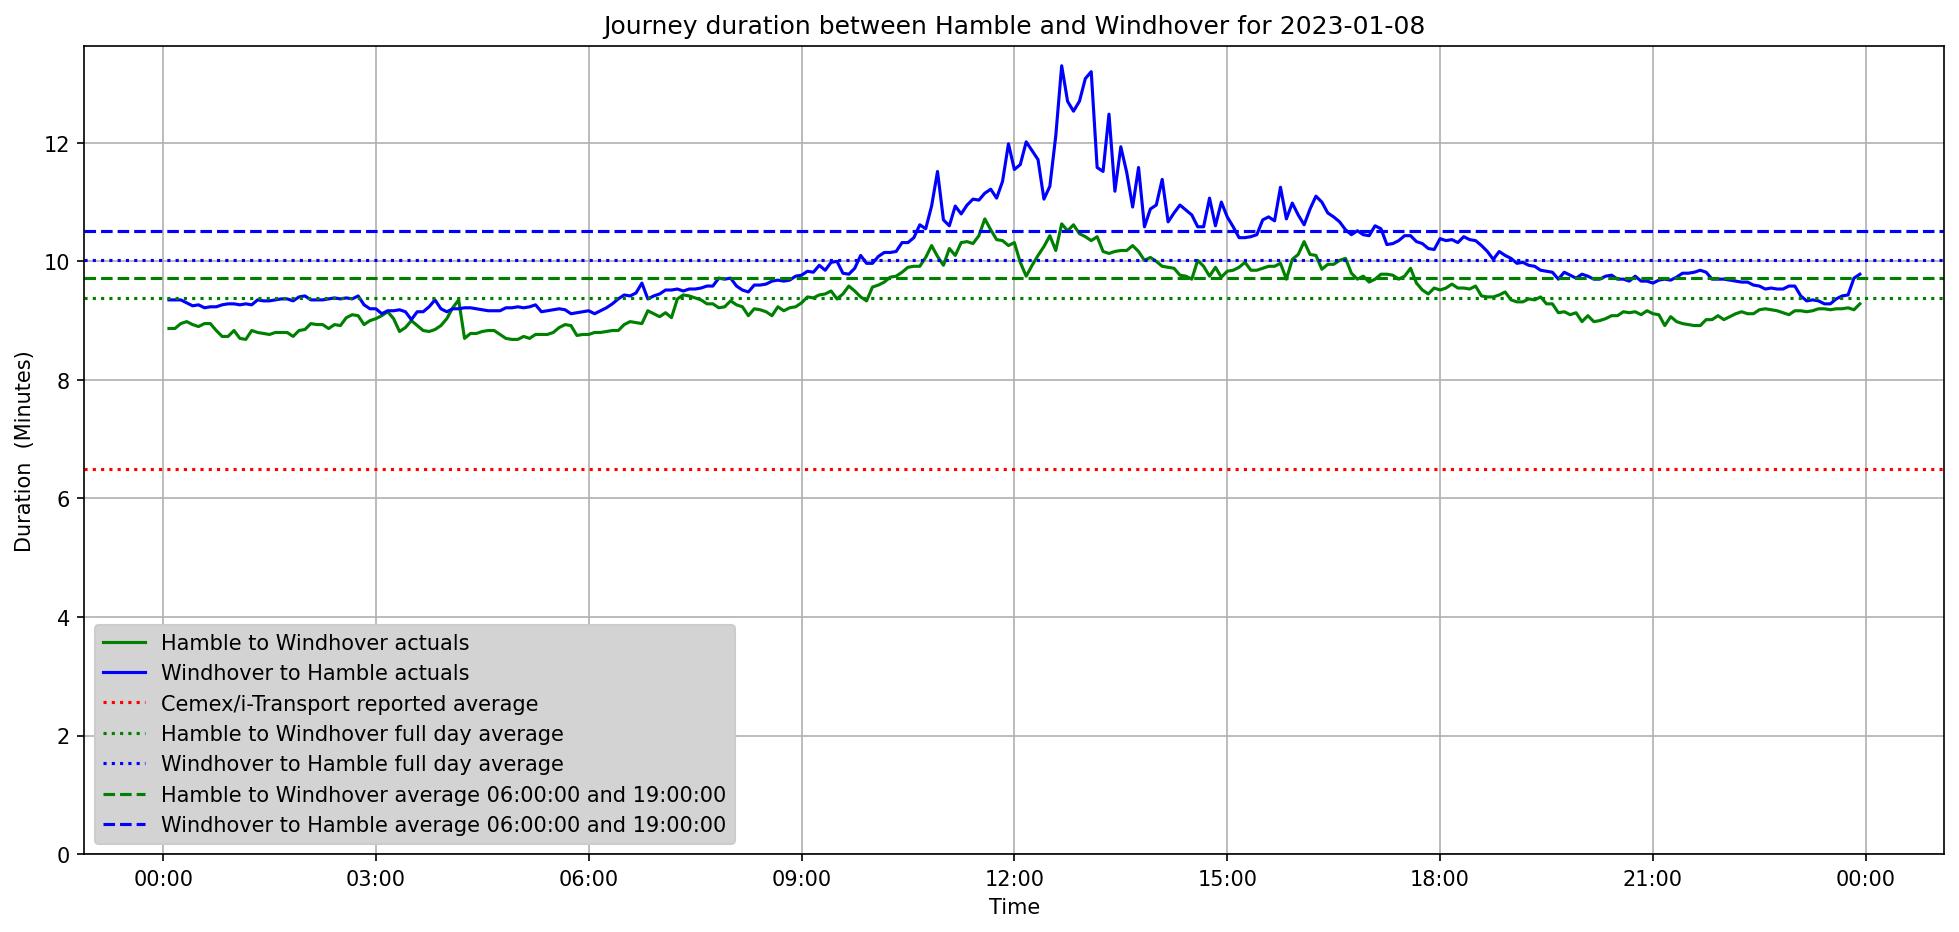 Journey duration between Hamble and Windhover for 2023-01-08
12
10
8
6
4
2
0
Duration  (Minutes)
Hamble to Windhover actuals
Windhover to Hamble actuals
Cemex/i-Transport reported average
Hamble to Windhover full day average
Windhover to Hamble full day average
Hamble to Windhover average 06:00:00 and 19:00:00
Windhover to Hamble average 06:00:00 and 19:00:00
00:00 03:00 06:00 09:00 12:00 15:00 18:00 21:00 00:00
Time